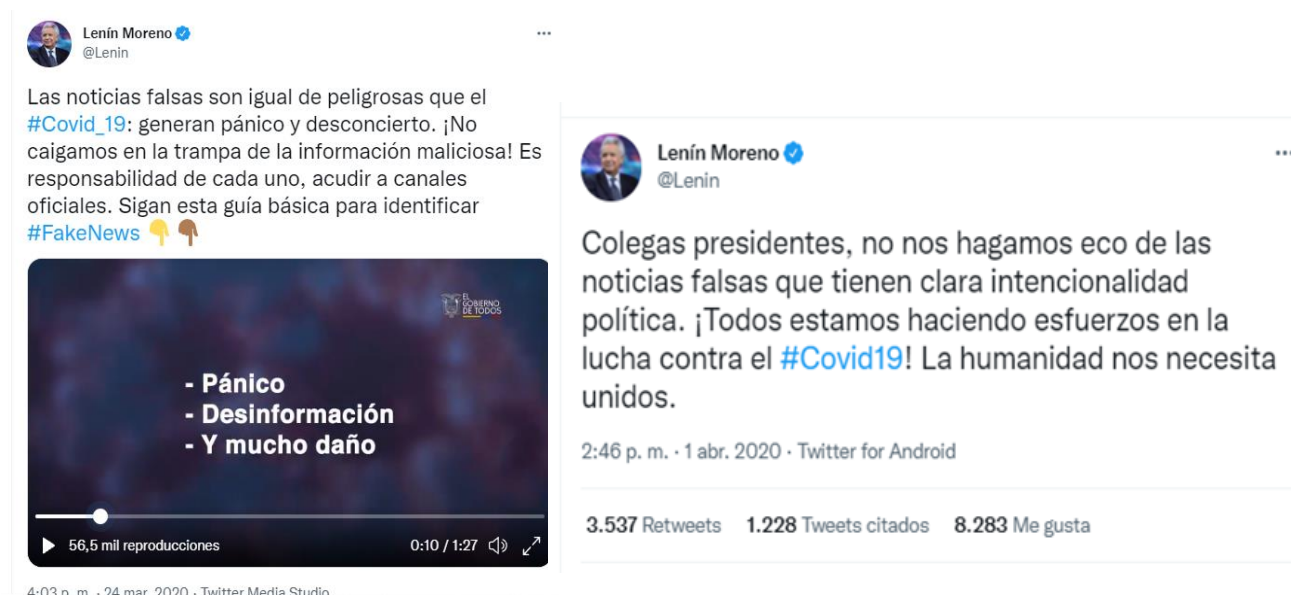 Lenín Moreno
@Lenin
Las noticias falsas son igual de peligrosas que el
#Covid_19: generan pánico y desconcierto. ¡No
caigamos en la trampa de la información maliciosa! Es
responsabilidad de cada uno, acudir a canales
oficiales. Sigan esta guía básica para identificar
#FakeNews 👇 👇🏾
EL
GOBIERNO
DE TODOS
- Pánico
- Desinformación
- Y mucho daño
56,5 mil reproducciones
0:10 / 1:27
4:03 p. m. · 24 mar. 2020 · Twitter Media Studio
Lenín Moreno
@Lenin
Colegas presidentes, no nos hagamos eco de las
noticias falsas que tienen clara intencionalidad
política. ¡Todos estamos haciendo esfuerzos en la
lucha contra el #Covid19! La humanidad nos necesita
unidos.
2:46 p. m. · 1 abr. 2020 · Twitter for Android
3.537 Retweets 1.228 Tweets citados 8.283 Me gusta